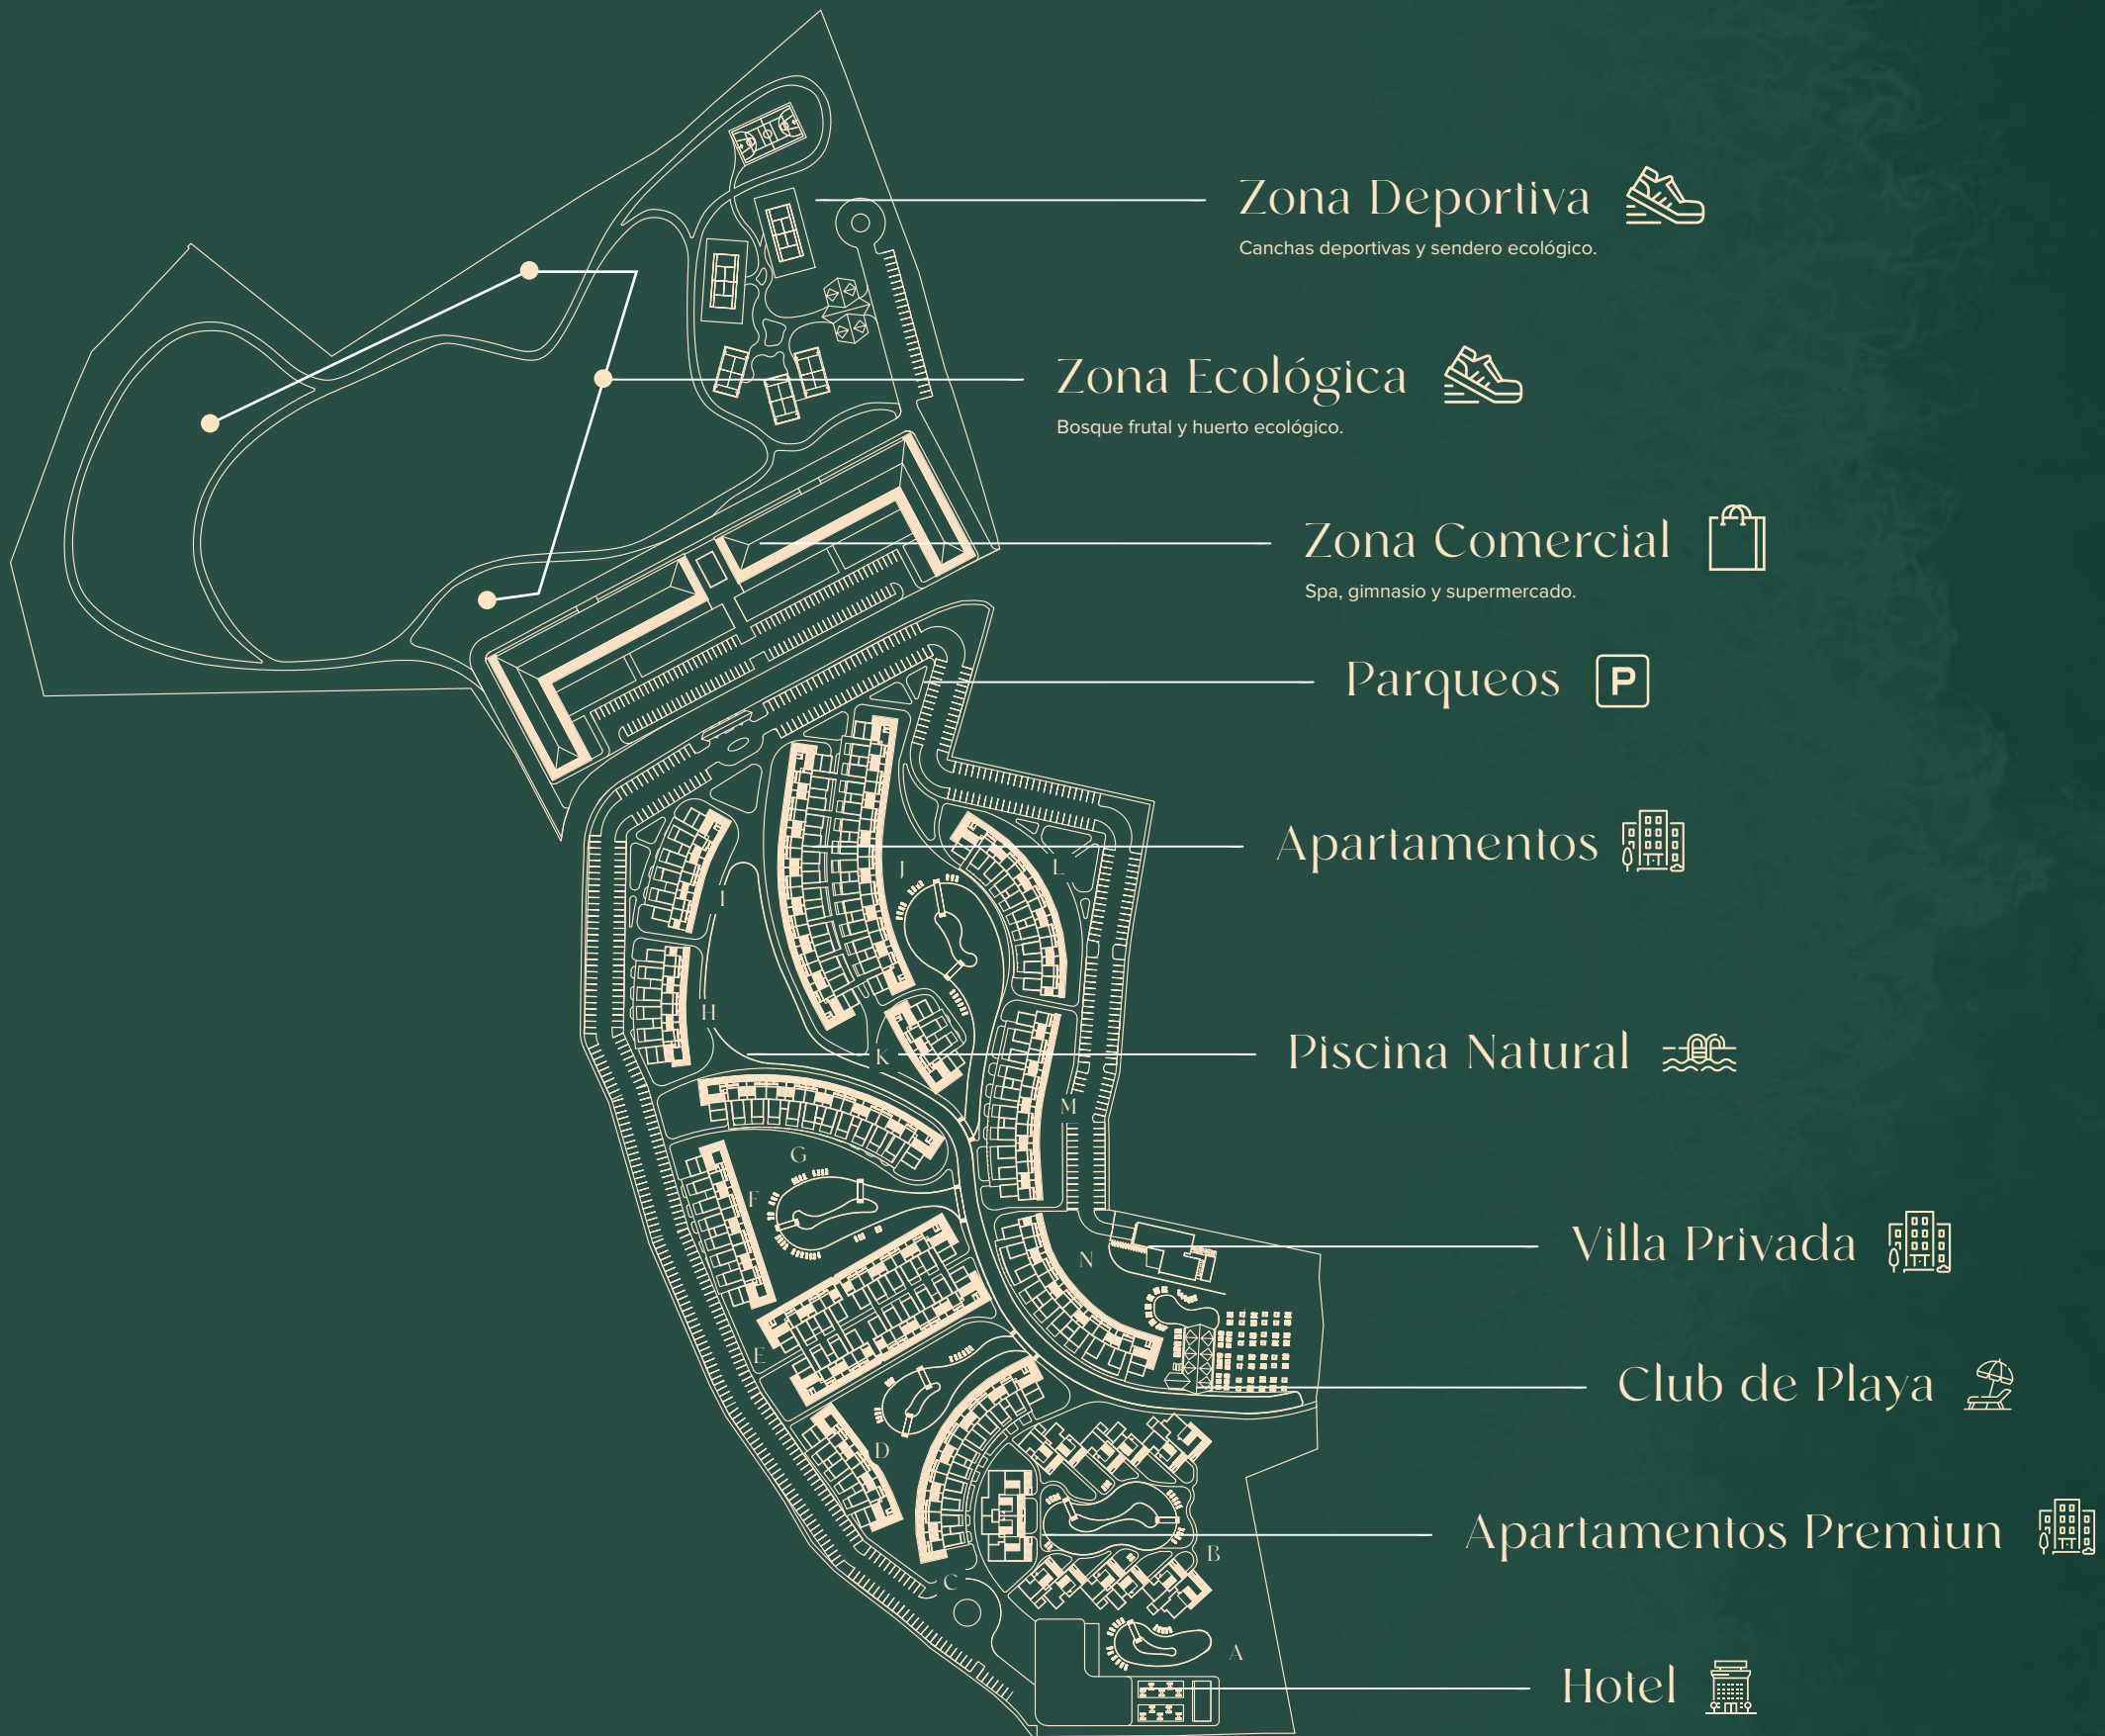 Zona Deportiva
Canchas deportivas y sendero ecológico.
Zona Ecológica
Bosque frutal y huerto ecológico.
Zona Comercial
Spa, gimnasio y supermercado.
Parqueos
P
Apartamentos
J
L
I
H
Piscina Natural
K
M
G
F
Villa Privada
N
E
Club de Playa
D
Apartamentos Premiun
B
C
A
Hotel